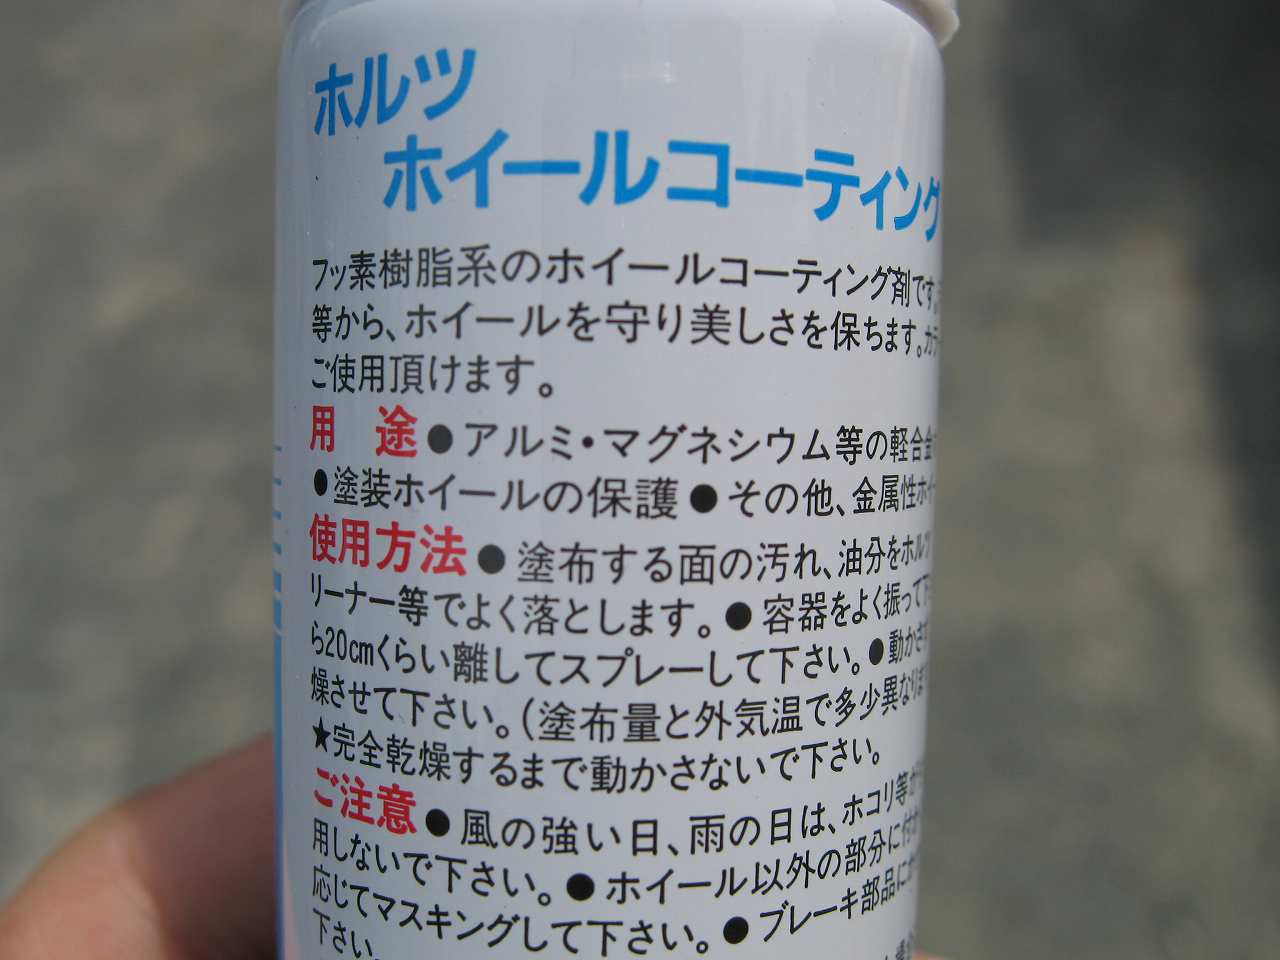 ホルツ
ホイールコーティング
フッ素樹脂系のホイールコーティング剤です。
等から、ホイールを守り美しさを保ちます。カラー
ご使用頂けます。
用 途 ●アルミ・マグネシウム等の軽合金
●塗装ホイールの保護 ●その他、金属性ホイ
使用方法 ●塗布する面の汚れ、油分をホルツ
リーナー等でよく落とします。●容器をよく振って下
ら20cmくらい離してスプレーして下さい。●動かさず
燥させて下さい。(塗布量と外気温で多少異なりま
★完全乾燥するまで動かさないで下さい。
ご注意 ●風の強い日、雨の日は、ホコリ等が
用しないで下さい。●ホイール以外の部分に付か
応じてマスキングして下さい。●ブレーキ部品に
下さい。